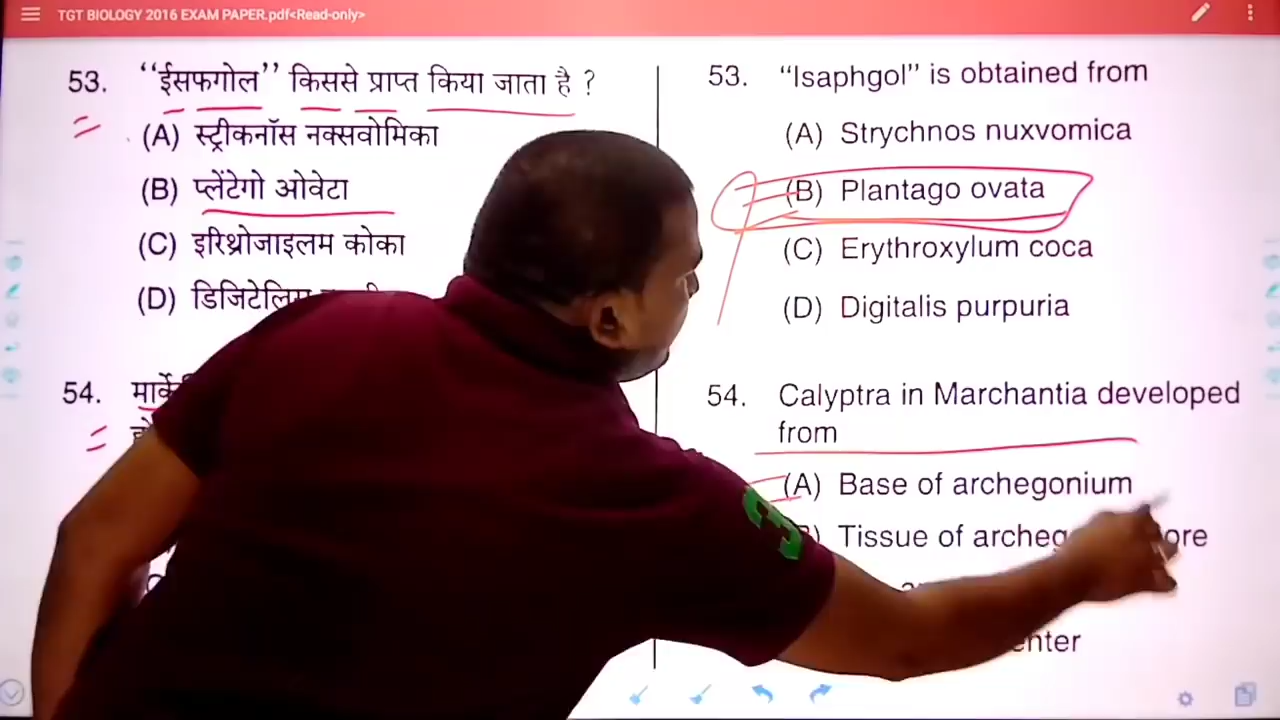 TGT BIOLOGY 2016 EXAM PAPER.pdf<Read-only>
53. ‘‘ईसफगोल’’ किससे प्राप्त किया जाता है ?
(A) स्ट्रीकनॉस नक्सवोमिका
(B) प्लेंटेगो ओवेटा
(C) इरिथ्रोजाइलम कोका
(D) डिजिटेलिस
54.
53. “Isaphgol” is obtained from
(A) Strychnos nuxvomica
(B) Plantago ovata
(C) Erythroxylum coca
(D) Digitalis purpuria
54. Calyptra in Marchantia developed
from
(A) Base of archegonium
Tissue of
3